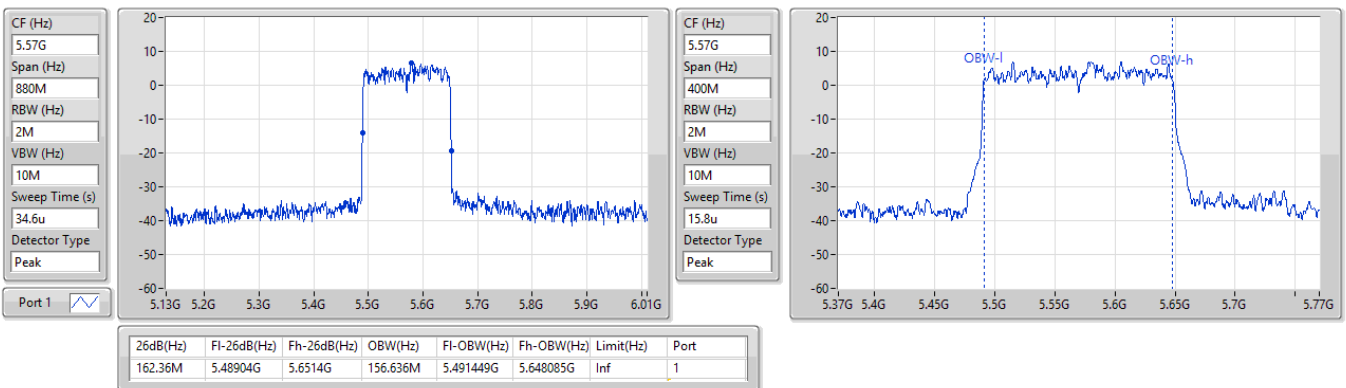 CF (Hz)
5.57G
Span (Hz)
880M
RBW (Hz)
2M
VBW (Hz)
10M
Sweep Time (s)
34.6u
Detector Type
Peak
Port 1
20
10
0
-10
-20
-30
-40
-50
-60
5.13G 5.2G 5.3G 5.4G 5.5G 5.6G 5.7G 5.8G 5.9G 6.01G
CF (Hz)
5.57G
Span (Hz)
400M
RBW (Hz)
2M
VBW (Hz)
10M
Sweep Time (s)
15.8u
Detector Type
Peak
20
10
0
-10
-20
-30
-40
-50
-60
OBW-l OBW-h
5.37G 5.4G 5.45G 5.5G 5.55G 5.6G 5.65G 5.7G 5.77G
26dB(Hz) Fl-26dB(Hz) Fh-26dB(Hz) OBW(Hz) Fl-OBW(Hz) Fh-OBW(Hz) Limit(Hz) Port
162.36M 5.48904G 5.6514G 156.636M 5.491449G 5.648085G Inf 1